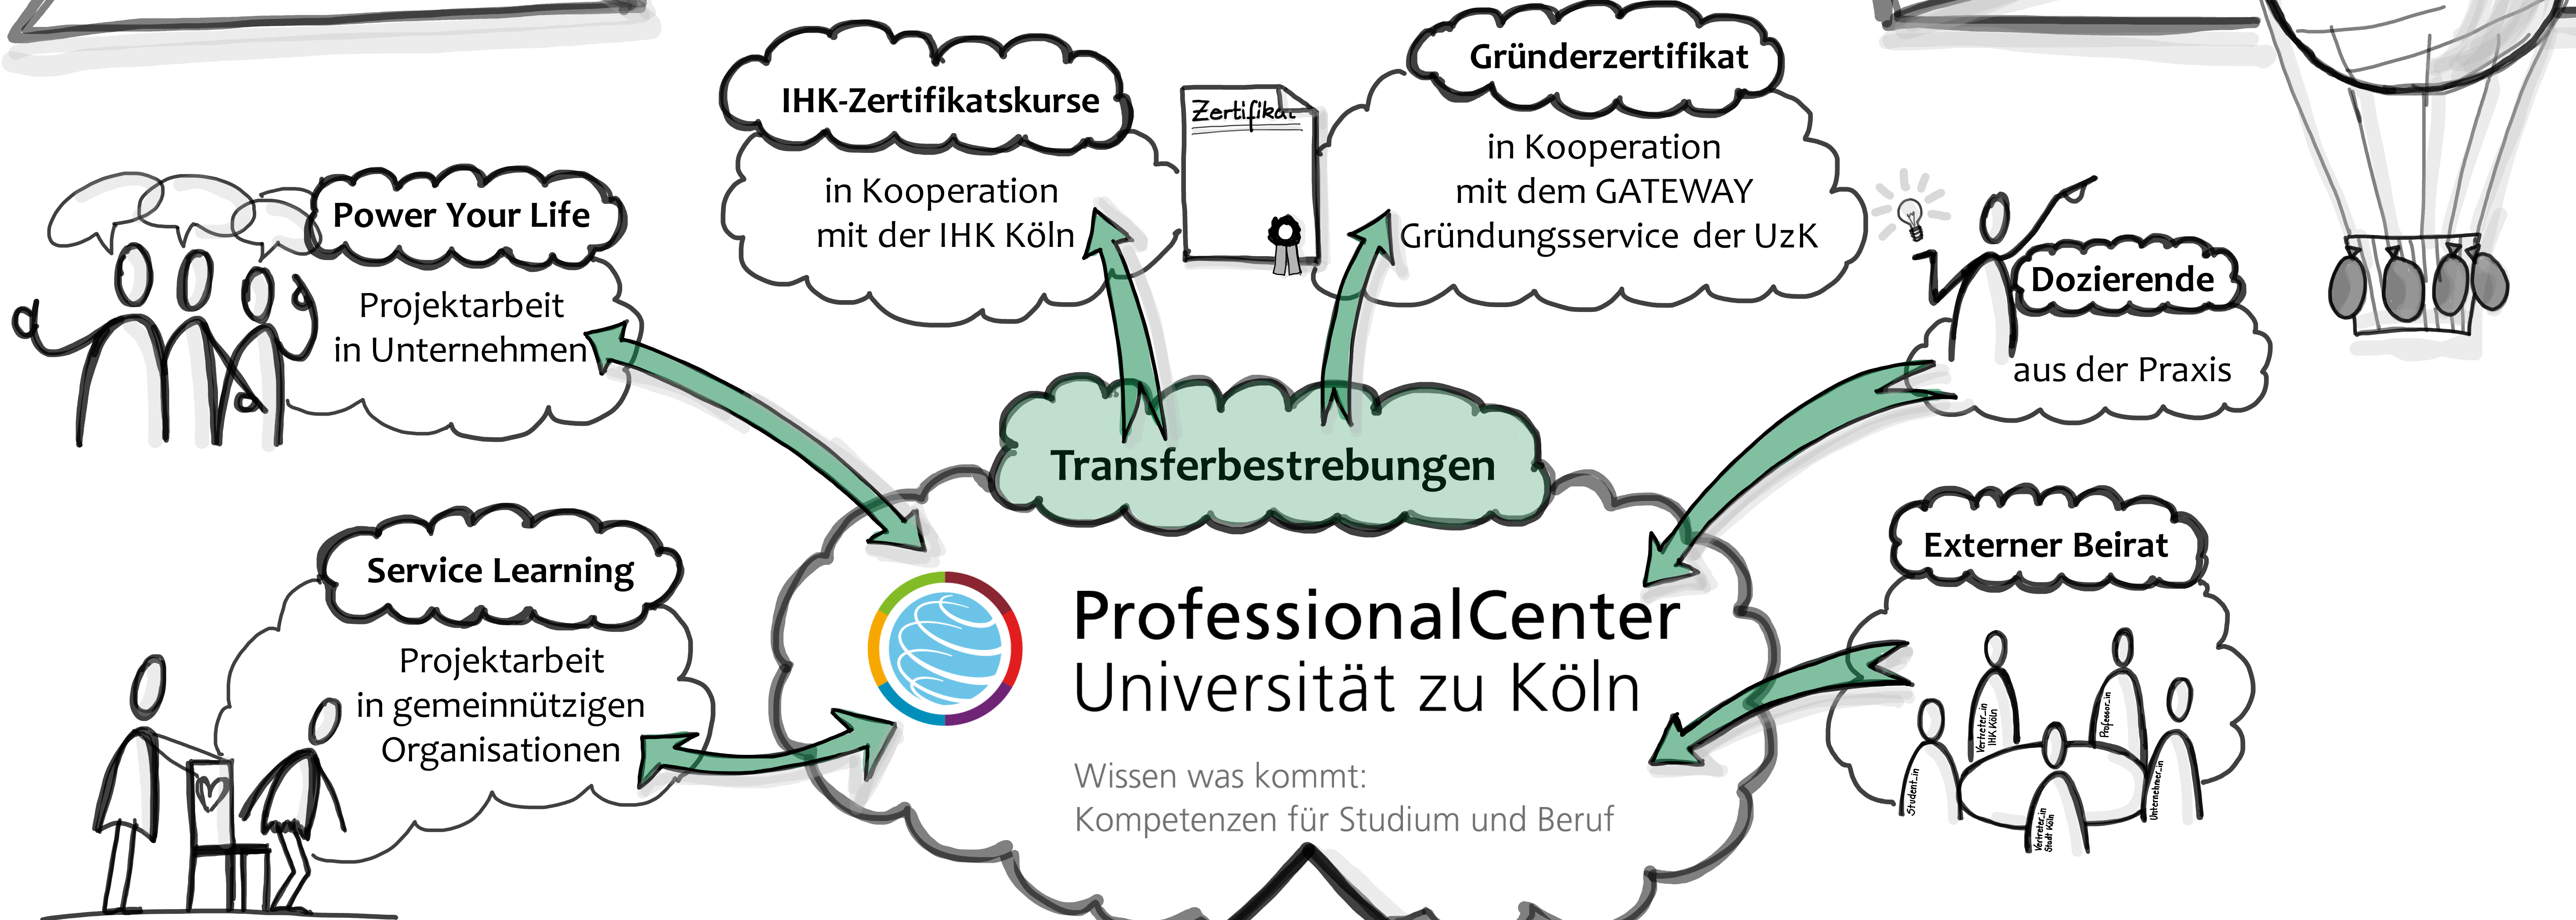 Gründerzertifikat
in Kooperation
mit dem GATEWAY
Gründungsservice der UzK
IHK-Zertifikatskurse
in Kooperation
mit der IHK Köln
Zertifikat
Power Your Life
Projektarbeit
in Unternehmen
Dozierende
aus der Praxis
Transferbestrebungen
Service Learning
Projektarbeit
in gemeinnützigen
Organisationen
ProfessionalCenter
Universität zu Köln
Wissen was kommt:
Kompetenzen für Studium und Beruf
Externer Beirat
Student_in
Vertreter_in
IHK Köln
Professor_in
Unternehmer_in
Vertreter_in
Stadt Köln